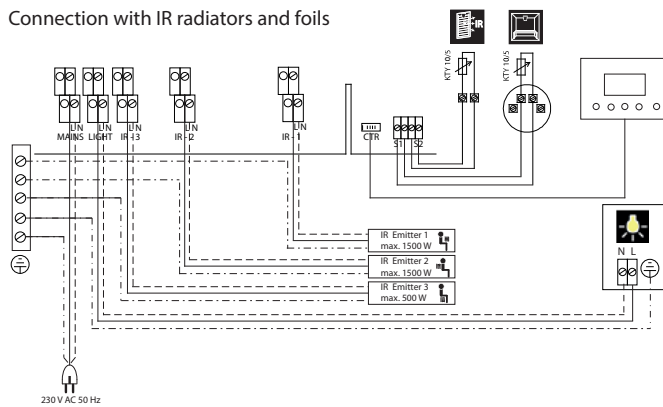 Connection with IR radiators and foils
IR
KTY 10/5
KTY 10/5
L N
MAINS
L N
LIGHT
L N
IR - 3
L N
IR - 2
L N
IR - 1
CTR
S1
S2
IR Emitter 1
max. 1500 W
IR Emitter 2
max. 1500 W
IR Emitter 3
max. 500 W
N L
230 V AC 50 Hz